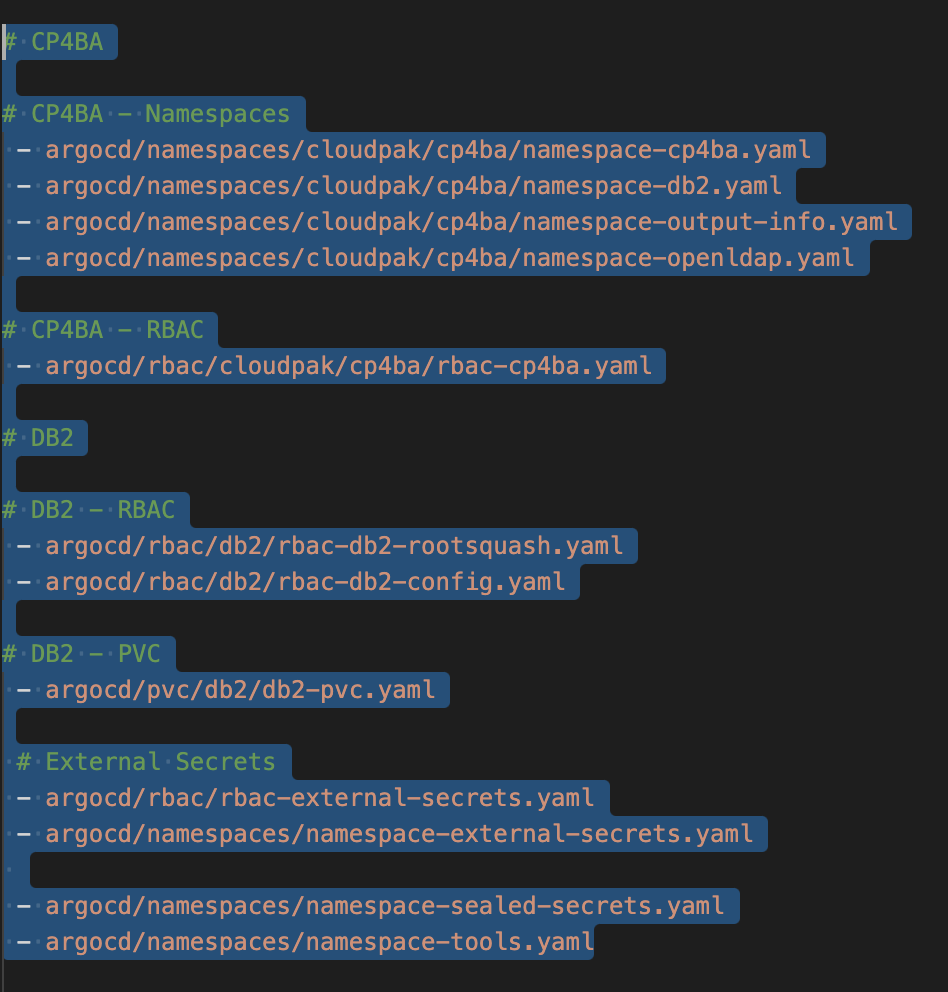 # CP4BA
# CP4BA - Namespaces
- argocd/namespaces/cloudpak/cp4ba/namespace-cp4ba.yaml
- argocd/namespaces/cloudpak/cp4ba/namespace-db2.yaml
- argocd/namespaces/cloudpak/cp4ba/namespace-output-info.yaml
- argocd/namespaces/cloudpak/cp4ba/namespace-openldap.yaml
# CP4BA - RBAC
- argocd/rbac/cloudpak/cp4ba/rbac-cp4ba.yaml
# DB2
# DB2 - RBAC
- argocd/rbac/db2/rbac-db2-rootsquash.yaml
- argocd/rbac/db2/rbac-db2-config.yaml
# DB2 - PVC
- argocd/pvc/db2/db2-pvc.yaml
# External Secrets
- argocd/rbac/rbac-external-secrets.yaml
- argocd/namespaces/namespace-external-secrets.yaml
- argocd/namespaces/namespace-sealed-secrets.yaml
- argocd/namespaces/namespace-tools.yaml